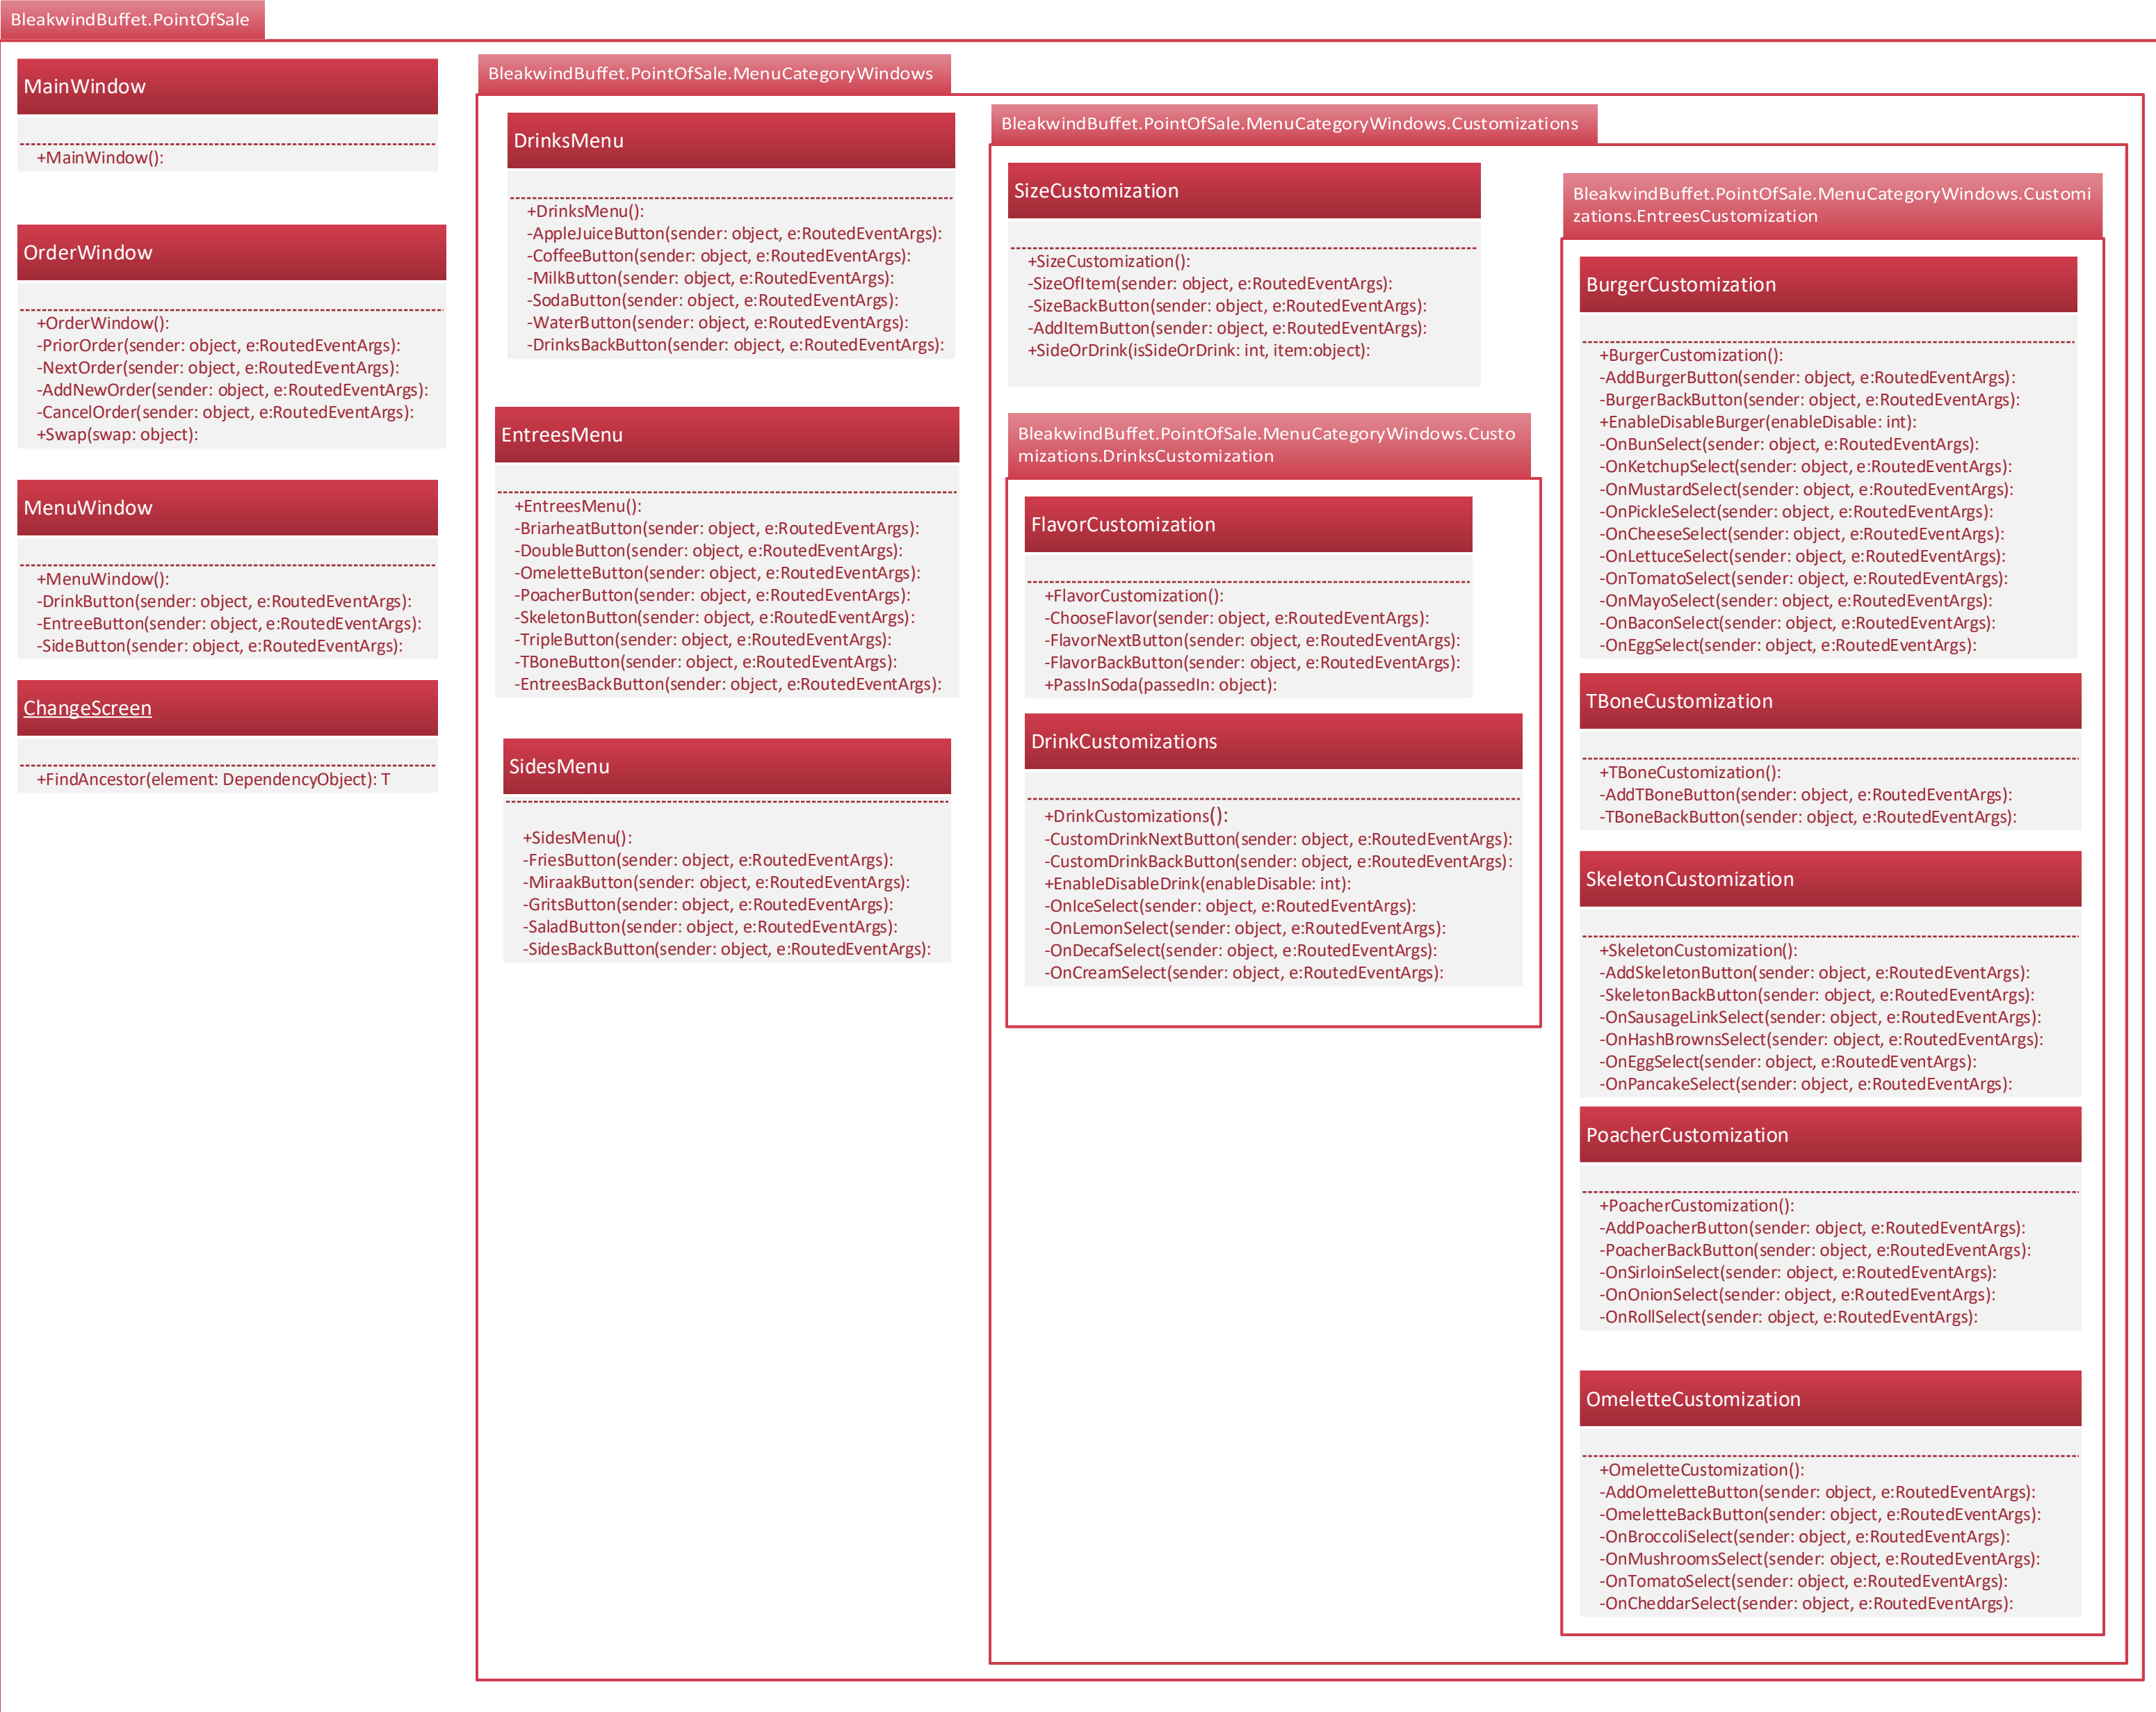 BleakwindBuffet.PointOfSale
MainWindow
+MainWindow():
OrderWindow
+OrderWindow():
-PriorOrder(sender: object, e:RoutedEventArgs):
-NextOrder(sender: object, e:RoutedEventArgs):
-AddNewOrder(sender: object, e:RoutedEventArgs):
-CancelOrder(sender: object, e:RoutedEventArgs):
+Swap(swap: object):
MenuWindow
+MenuWindow():
-DrinkButton(sender: object, e:RoutedEventArgs):
-EntreeButton(sender: object, e:RoutedEventArgs):
-SideButton(sender: object, e:RoutedEventArgs):
ChangeScreen
+FindAncestor(element: DependencyObject): T
BleakwindBuffet.PointOfSale.MenuCategoryWindows
DrinksMenu
+DrinksMenu():
-AppleJuiceButton(sender: object, e:RoutedEventArgs):
-CoffeeButton(sender: object, e:RoutedEventArgs):
-MilkButton(sender: object, e:RoutedEventArgs):
-SodaButton(sender: object, e:RoutedEventArgs):
-WaterButton(sender: object, e:RoutedEventArgs):
-DrinksBackButton(sender: object, e:RoutedEventArgs):
EntreesMenu
+EntreesMenu():
-BriarheatButton(sender: object, e:RoutedEventArgs):
-DoubleButton(sender: object, e:RoutedEventArgs):
-OmeletteButton(sender: object, e:RoutedEventArgs):
-PoacherButton(sender: object, e:RoutedEventArgs):
-SkeletonButton(sender: object, e:RoutedEventArgs):
-TripleButton(sender: object, e:RoutedEventArgs):
-TBoneButton(sender: object, e:RoutedEventArgs):
-EntreesBackButton(sender: object, e:RoutedEventArgs):
SidesMenu
+SidesMenu():
-FriesButton(sender: object, e:RoutedEventArgs):
-MiraakButton(sender: object, e:RoutedEventArgs):
-GritsButton(sender: object, e:RoutedEventArgs):
-SaladButton(sender: object, e:RoutedEventArgs):
-SidesBackButton(sender: object, e:RoutedEventArgs):
BleakwindBuffet.PointOfSale.MenuCategoryWindows.Customizations
SizeCustomization
+SizeCustomization():
-SizeOfItem(sender: object, e:RoutedEventArgs):
-SizeBackButton(sender: object, e:RoutedEventArgs):
-AddItemButton(sender: object, e:RoutedEventArgs):
+SideOrDrink(isSideOrDrink: int, item:object):
BleakwindBuffet.PointOfSale.MenuCategoryWindows.Custo
mizations.DrinksCustomization
FlavorCustomization
+FlavorCustomization():
-ChooseFlavor(sender: object, e:RoutedEventArgs):
-FlavorNextButton(sender: object, e:RoutedEventArgs):
-FlavorBackButton(sender: object, e:RoutedEventArgs):
+PassInSoda(passedIn: object):
DrinkCustomizations
+DrinkCustomizations():
-CustomDrinkNextButton(sender: object, e:RoutedEventArgs):
-CustomDrinkBackButton(sender: object, e:RoutedEventArgs):
+EnableDisableDrink(enableDisable: int):
-OnIceSelect(sender: object, e:RoutedEventArgs):
-OnLemonSelect(sender: object, e:RoutedEventArgs):
-OnDecafSelect(sender: object, e:RoutedEventArgs):
-OnCreamSelect(sender: object, e:RoutedEventArgs):
BleakwindBuffet.PointOfSale.MenuCategoryWindows.Customi
zations.EntreesCustomization
BurgerCustomization
+BurgerCustomization():
-AddBurgerButton(sender: object, e:RoutedEventArgs):
-BurgerBackButton(sender: object, e:RoutedEventArgs):
+EnableDisableBurger(enableDisable: int):
-OnBunSelect(sender: object, e:RoutedEventArgs):
-OnKetchupSelect(sender: object, e:RoutedEventArgs):
-OnMustardSelect(sender: object, e:RoutedEventArgs):
-OnPickleSelect(sender: object, e:RoutedEventArgs):
-OnCheeseSelect(sender: object, e:RoutedEventArgs):
-OnLettuceSelect(sender: object, e:RoutedEventArgs):
-OnTomatoSelect(sender: object, e:RoutedEventArgs):
-OnMayoSelect(sender: object, e:RoutedEventArgs):
-OnBaconSelect(sender: object, e:RoutedEventArgs):
-OnEggSelect(sender: object, e:RoutedEventArgs):
TBoneCustomization
+TBoneCustomization():
-AddTBoneButton(sender: object, e:RoutedEventArgs):
-TBoneBackButton(sender: object, e:RoutedEventArgs):
SkeletonCustomization
+SkeletonCustomization():
-AddSkeletonButton(sender: object, e:RoutedEventArgs):
-SkeletonBackButton(sender: object, e:RoutedEventArgs):
-OnSausageLinkSelect(sender: object, e:RoutedEventArgs):
-OnHashBrownsSelect(sender: object, e:RoutedEventArgs):
-OnEggSelect(sender: object, e:RoutedEventArgs):
-OnPancakeSelect(sender: object, e:RoutedEventArgs):
PoacherCustomization
+PoacherCustomization():
-AddPoacherButton(sender: object, e:RoutedEventArgs):
-PoacherBackButton(sender: object, e:RoutedEventArgs):
-OnSirloinSelect(sender: object, e:RoutedEventArgs):
-OnOnionSelect(sender: object, e:RoutedEventArgs):
-OnRollSelect(sender: object, e:RoutedEventArgs):
OmeletteCustomization
+OmeletteCustomization():
-AddOmeletteButton(sender: object, e:RoutedEventArgs):
-OmeletteBackButton(sender: object, e:RoutedEventArgs):
-OnBroccoliSelect(sender: object, e:RoutedEventArgs):
-OnMushroomsSelect(sender: object, e:RoutedEventArgs):
-OnTomatoSelect(sender: object, e:RoutedEventArgs):
-OnCheddarSelect(sender: object, e:RoutedEventArgs):